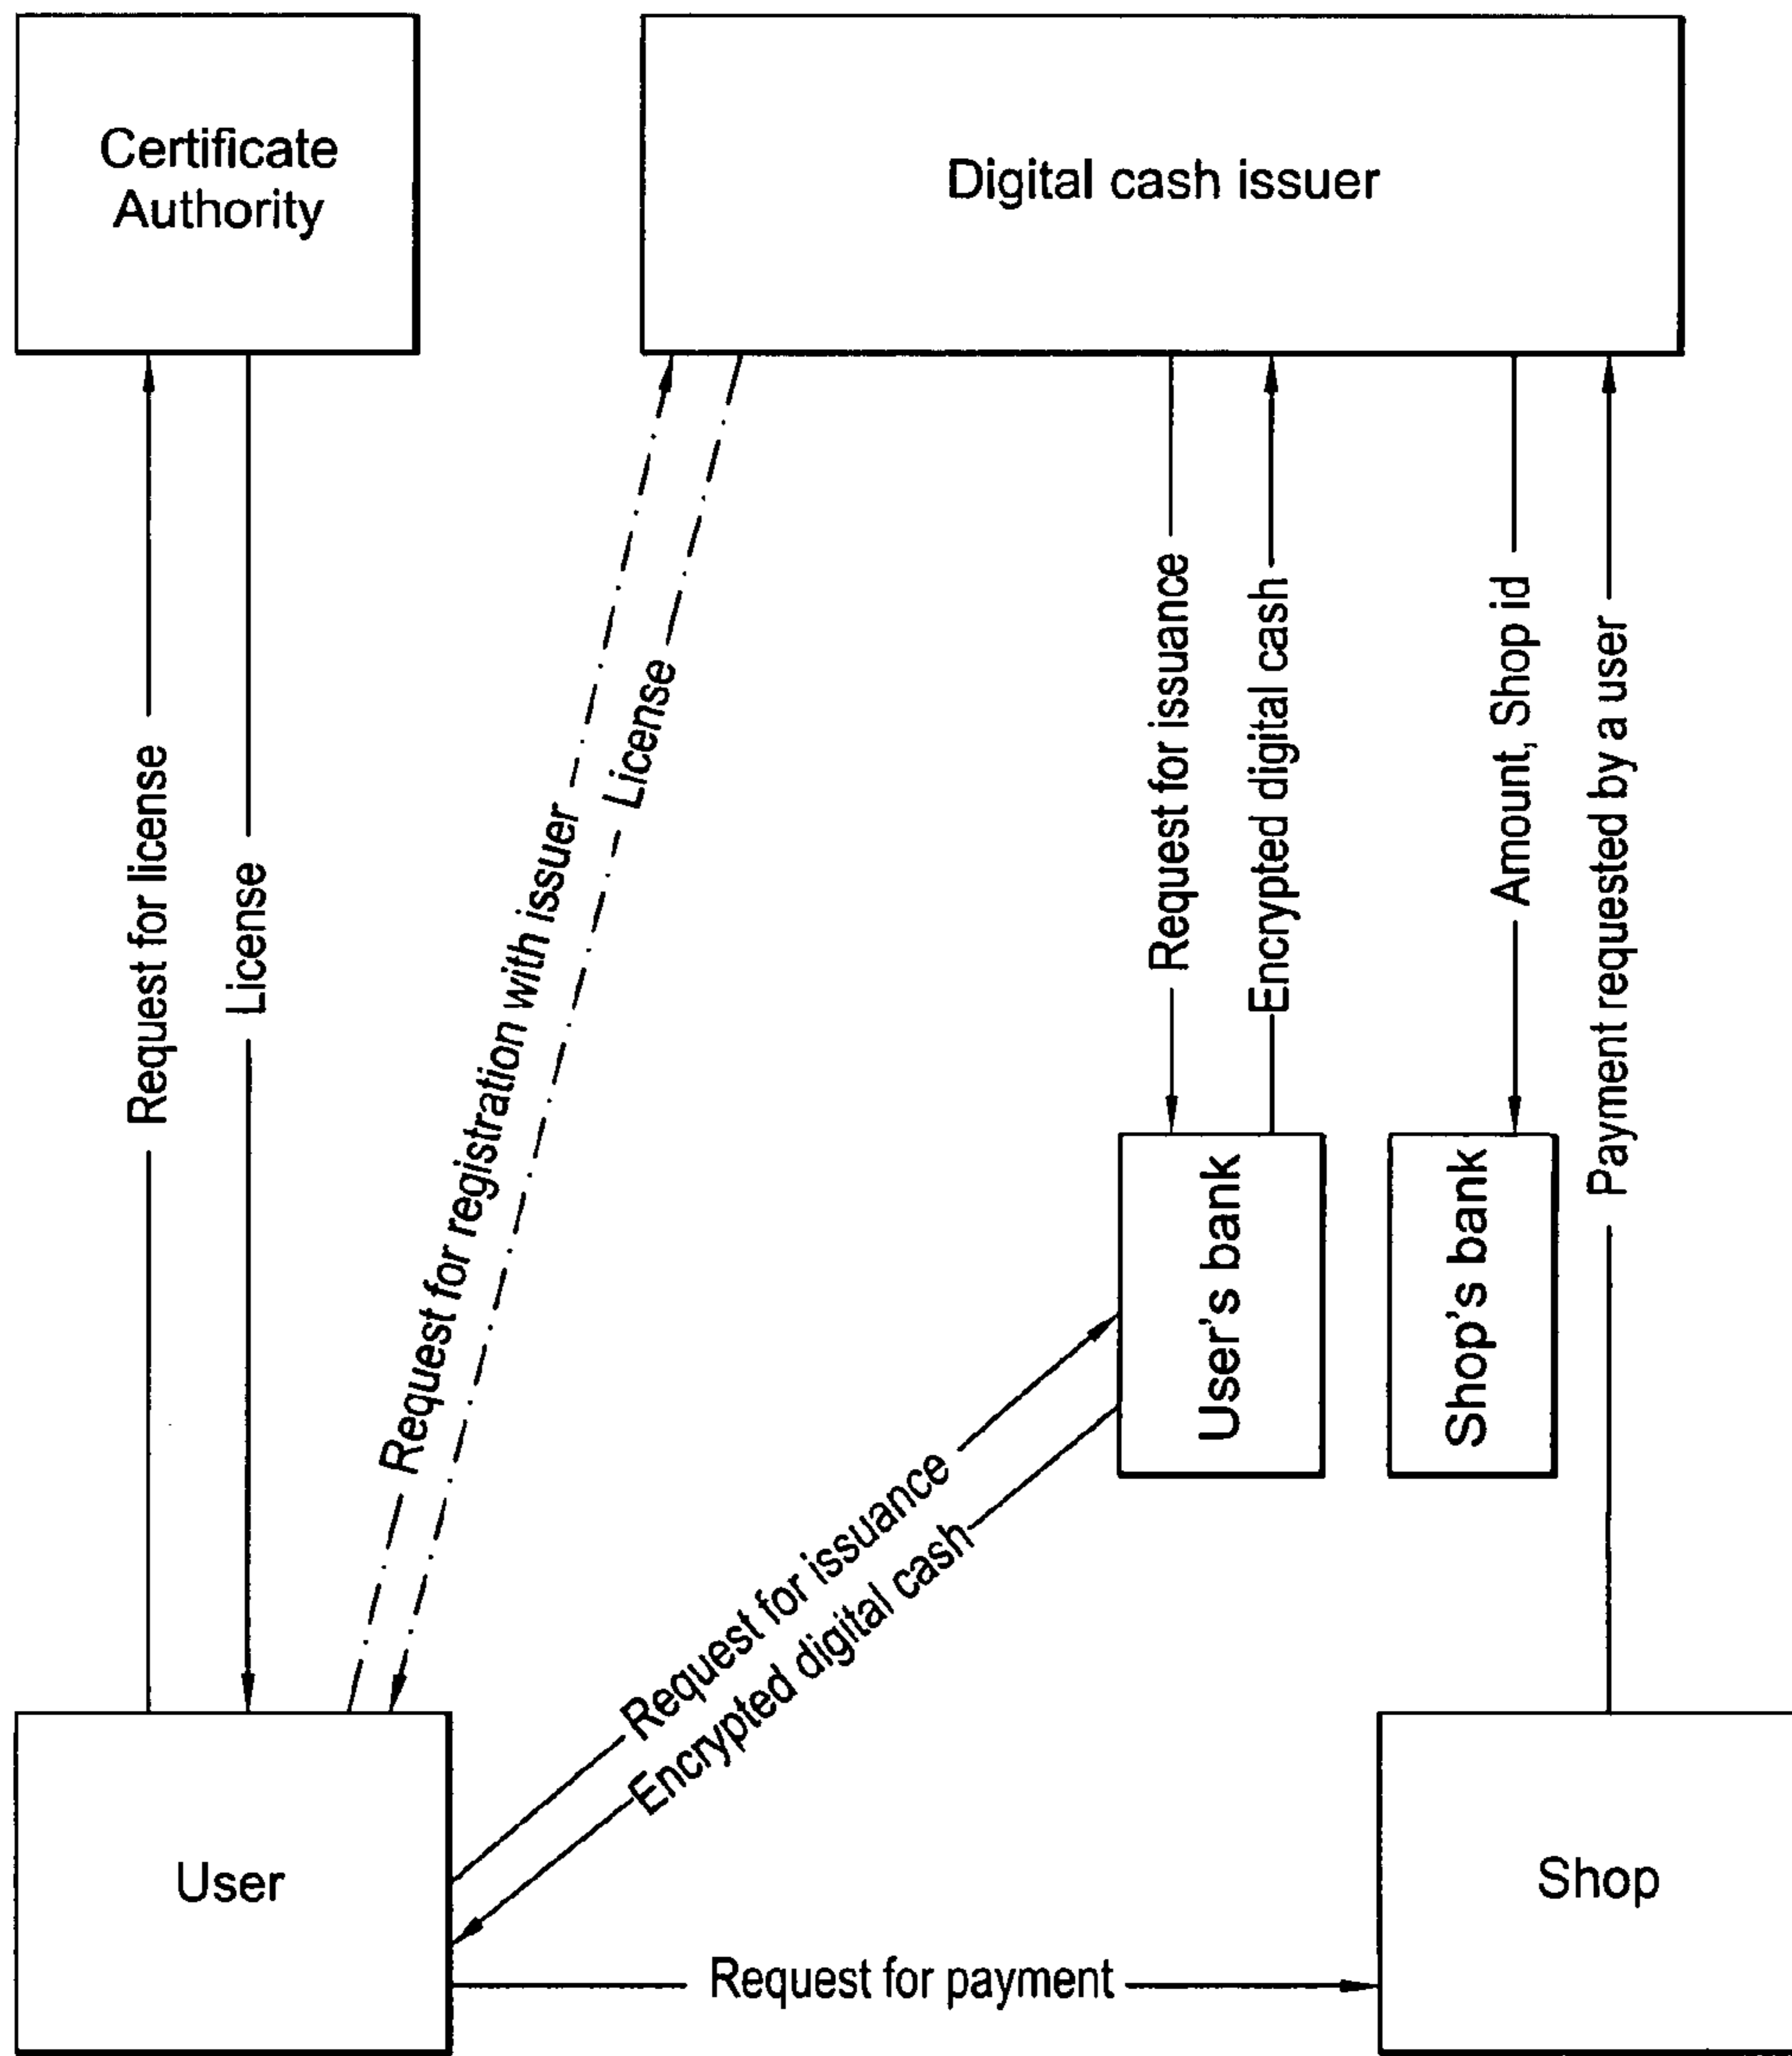 Certificate
Authority
Digital cash issuer
Request for license
License
Request for registration with issuer
License
Request for issuance
Encrypted digital cash
Amount, Shop id
Payment requested by a user
User's bank
Shop's bank
Request for issuance
Encrypted digital cash
User
Request for payment
Shop